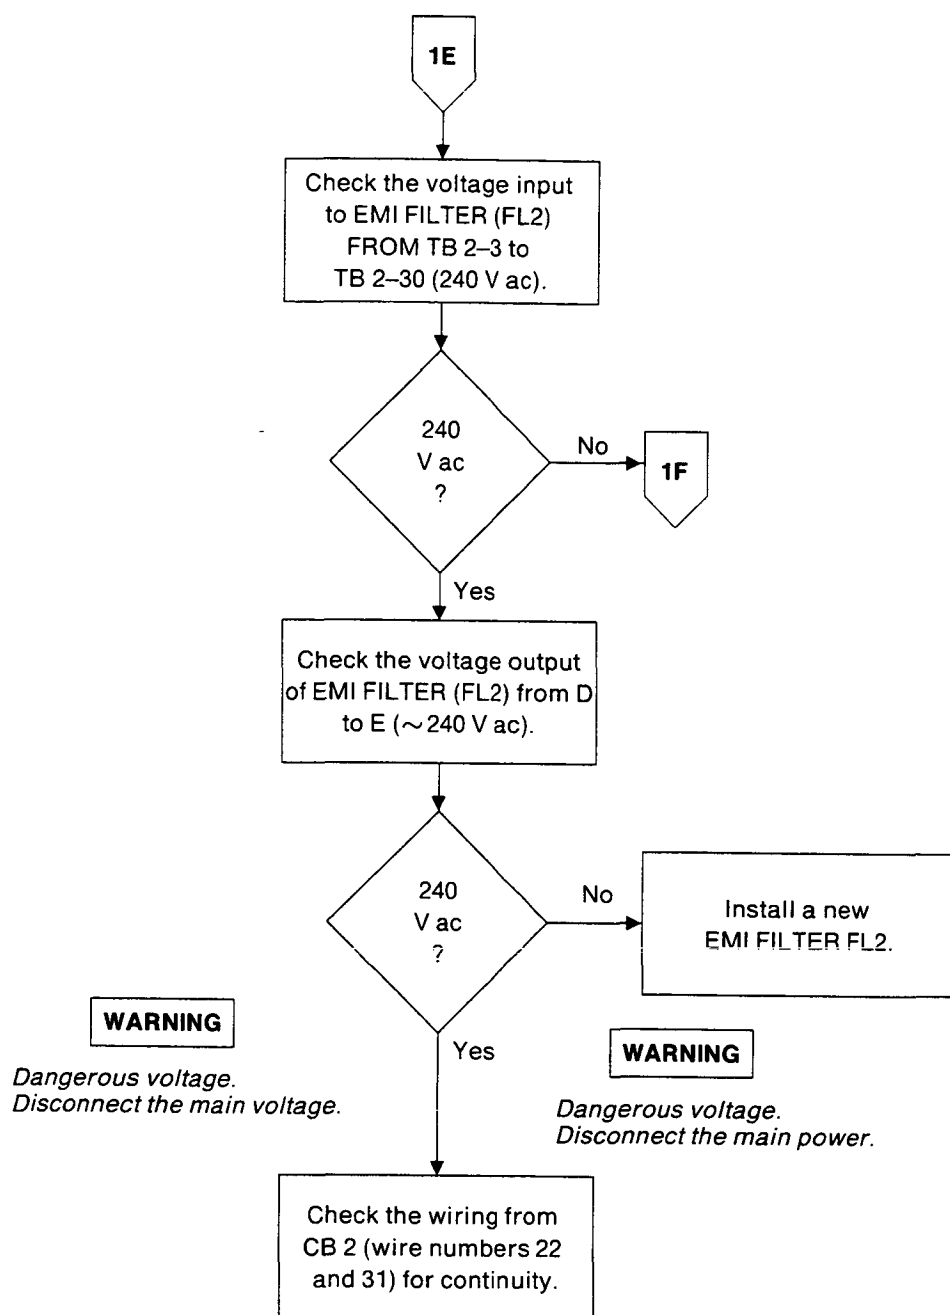 1E
Check the voltage input
to EMI FILTER (FL2)
FROM TB 2–3 to
TB 2–30 (240 V ac).
240
V ac
?
No
1F
Yes
Check the voltage output
of EMI FILTER (FL2) from D
to E (~240 V ac).
240
V ac
?
No
Install a new
EMI FILTER FL2.
Yes
WARNING
Dangerous voltage.
Disconnect the main voltage.
WARNING
Dangerous voltage.
Disconnect the main power.
Check the wiring from
CB 2 (wire numbers 22
and 31) for continuity.